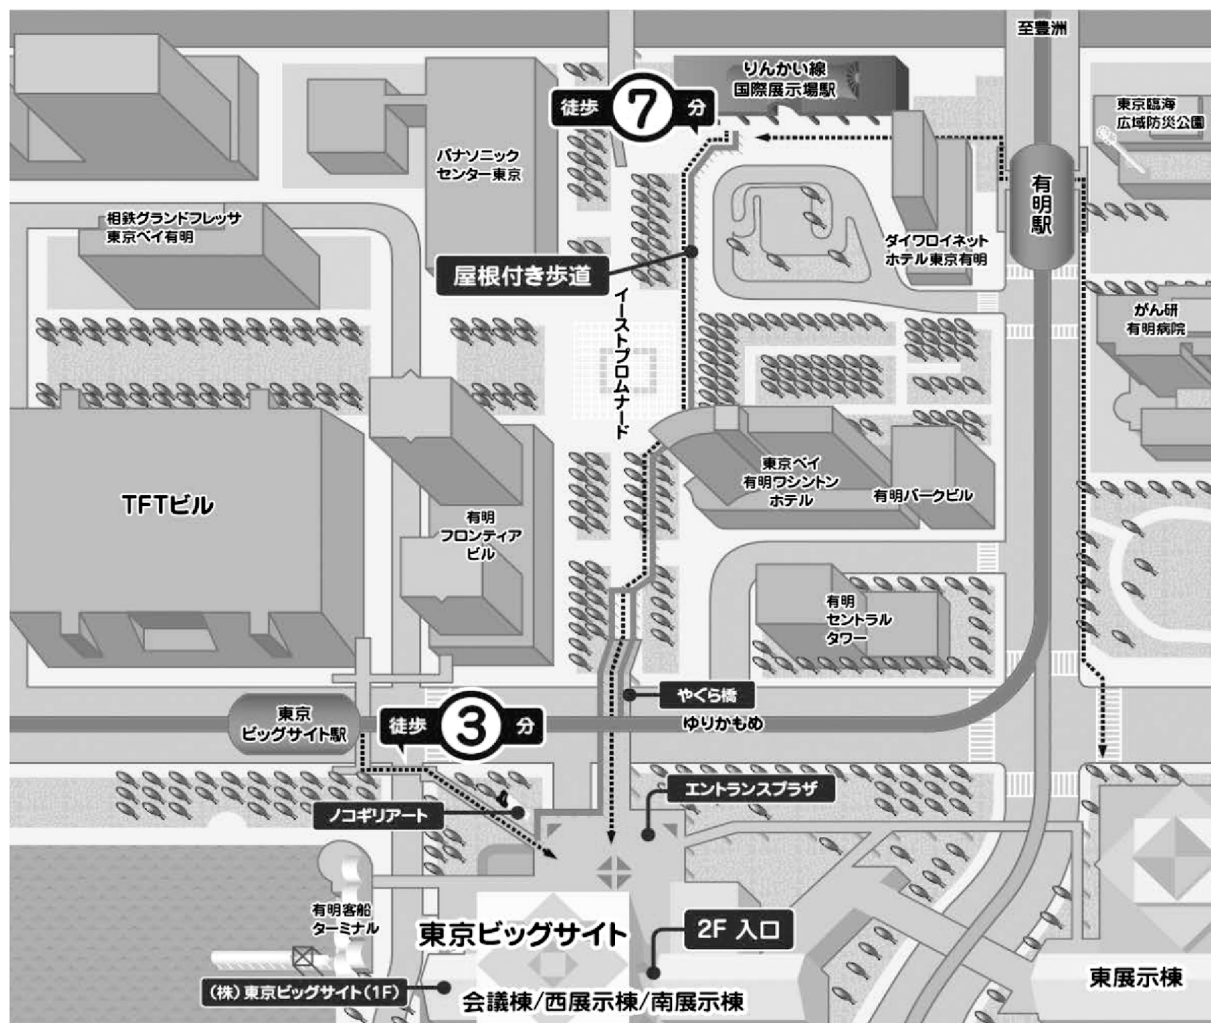 至豊洲
りんかい線
国際展示場駅
徒歩 7 分
東京臨海
広域防災公園
パナソニック
センター東京
有明駅
相鉄グランドフレッサ
東京ベイ有明
ダイワロイネット
ホテル東京有明
屋根付き歩道
イーストプロムナード
がん研
有明病院
東京ベイ
有明ワシントン
ホテル
有明パークビル
TFTビル
有明
フロンティア
ビル
有明
セントラル
タワー
やぐら橋
東京
ビッグサイト駅
徒歩 3 分
ゆりかもめ
エントランスプラザ
ノコギリアート
有明客船
ターミナル
東京ビッグサイト
2F 入口
東展示棟
(株)東京ビッグサイト(1F)
会議棟/西展示棟/南展示棟